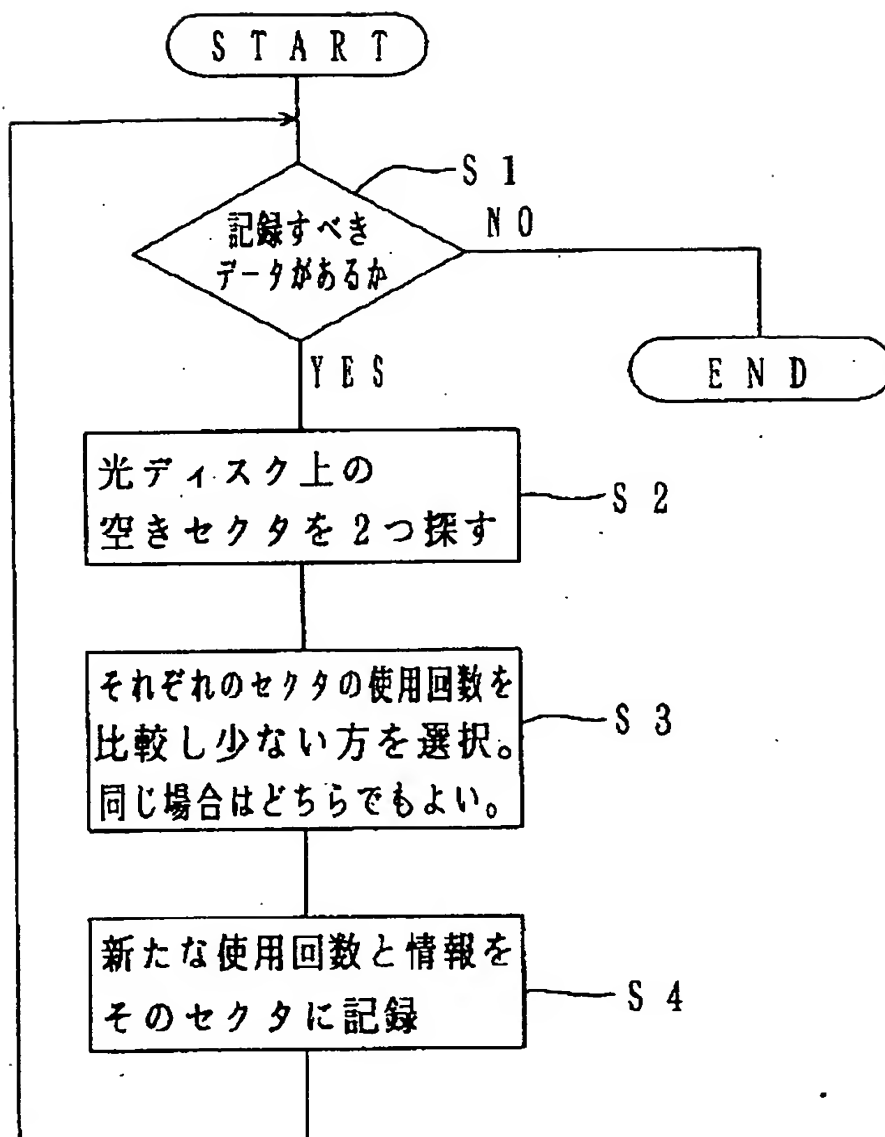 START
S1
記録すべき
データがあるか
NO
YES
END
光ディスク上の
空きセクタを2つ探す
S2
それぞれのセクタの使用回数を
比較し少ない方を選択。
同じ場合はどちらでもよい。
S3
新たな使用回数と情報を
そのセクタに記録
S4